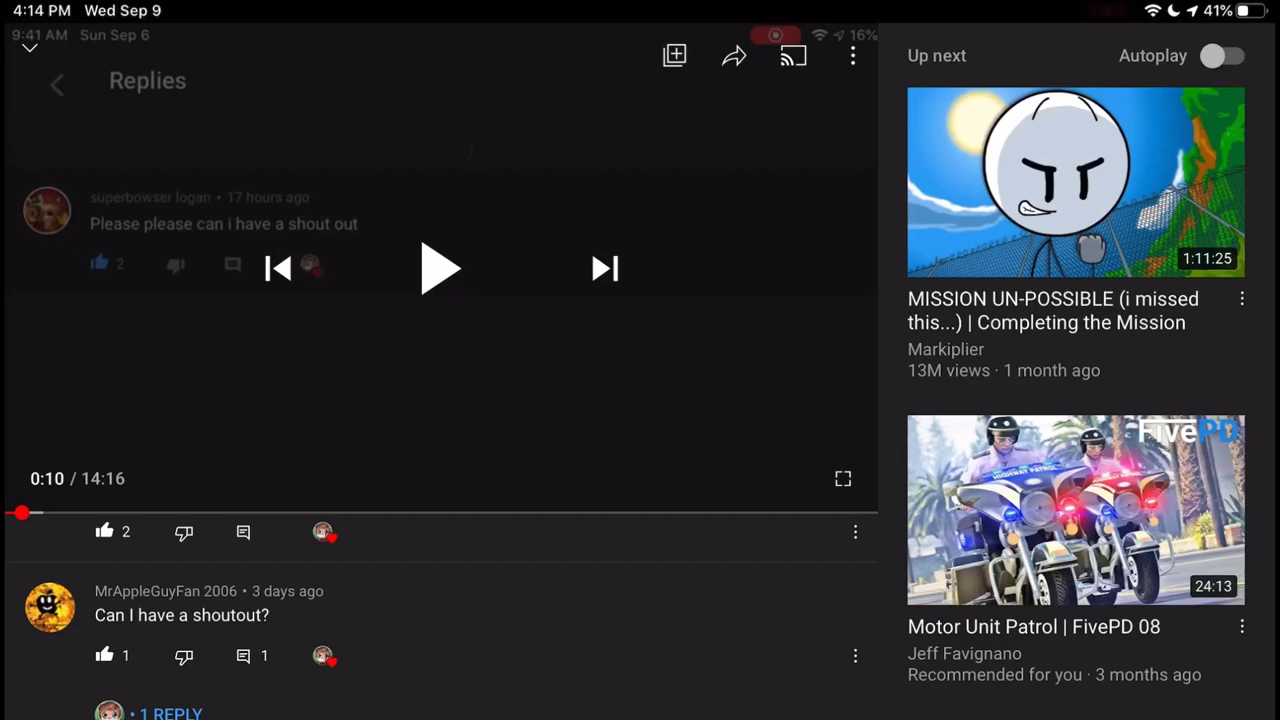 4:14 PM Wed Sep 9
41%
9:41 AM Sun Sep 6
16%
Replies
superbowser logan • 17 hours ago
Please please can i have a shout out
2
0:10 / 14:16
2
MrAppleGuyFan 2006 • 3 days ago
Can I have a shoutout?
1
1
• 1 REPLY
Up next
Autoplay
1:11:25
MISSION UN-POSSIBLE (i missed
this...) | Completing the Mission
Markiplier
13M views · 1 month ago
FivePD
HIGHWAY PATROL
24:13
Motor Unit Patrol | FivePD 08
Jeff Favignano
Recommended for you · 3 months ago